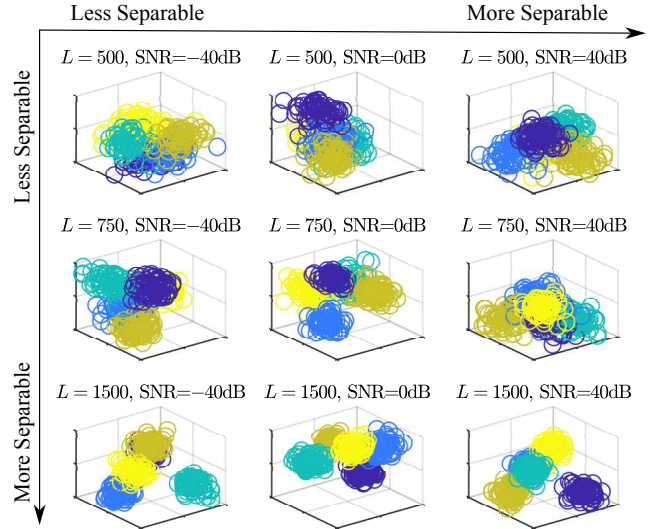 Less Separable
More Separable
Less Separable
L = 500, SNR=−40dB
L = 500, SNR=0dB
L = 500, SNR=40dB
L = 750, SNR=−40dB
L = 750, SNR=0dB
L = 750, SNR=40dB
More Separable
L = 1500, SNR=−40dB
L = 1500, SNR=0dB
L = 1500, SNR=40dB